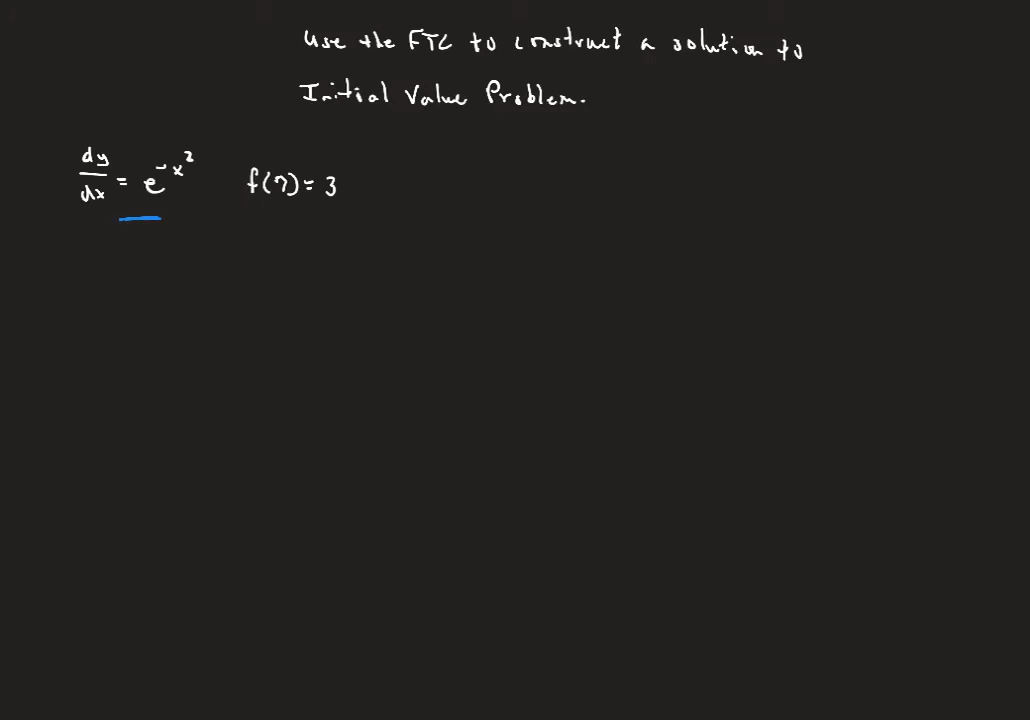 Use the FTC to construct a solution to
Initial Value Problem.
dy/dx = e^-x^2 f(7) = 3